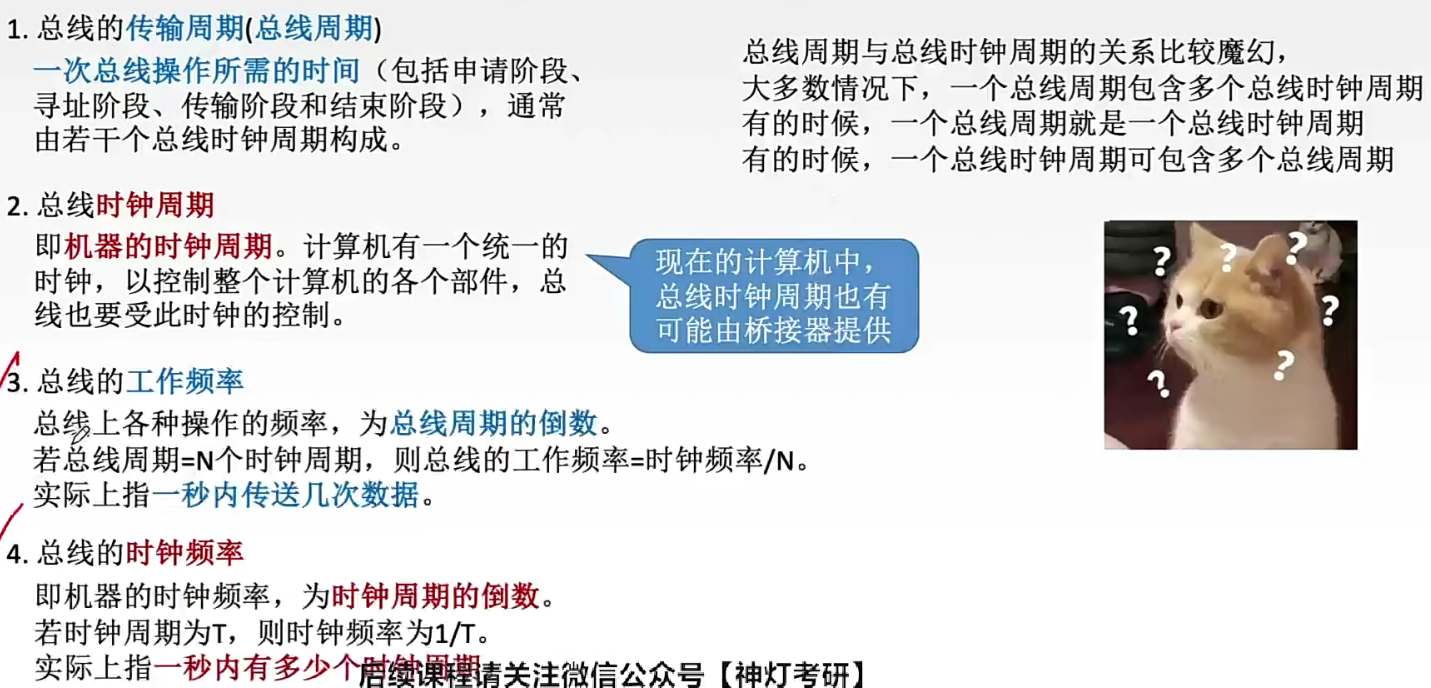 1. 总线的传输周期(总线周期)
一次总线操作所需的时间（包括申请阶段、
寻址阶段、传输阶段和结束阶段），通常
由若干个总线时钟周期构成。
总线周期与总线时钟周期的关系比较魔幻，
大多数情况下，一个总线周期包含多个总线时钟周期
有的时候，一个总线周期就是一个总线时钟周期
有的时候，一个总线时钟周期可包含多个总线周期
2. 总线时钟周期
即机器的时钟周期。计算机有一个统一的
时钟，以控制整个计算机的各个部件，总
线也要受此时钟的控制。
现在的计算机中，
总线时钟周期也有
可能由桥接器提供
? ? ? ? ? ? ?
3. 总线的工作频率
总线上各种操作的频率，为总线周期的倒数。
若总线周期=N个时钟周期，则总线的工作频率=时钟频率/N。
实际上指一秒内传送几次数据。
4. 总线的时钟频率
即机器的时钟频率，为时钟周期的倒数。
若时钟周期为T，则时钟频率为1/T。
实际上指一秒内有多少个时钟周期
后续课程请关注微信公众号【神灯考研】